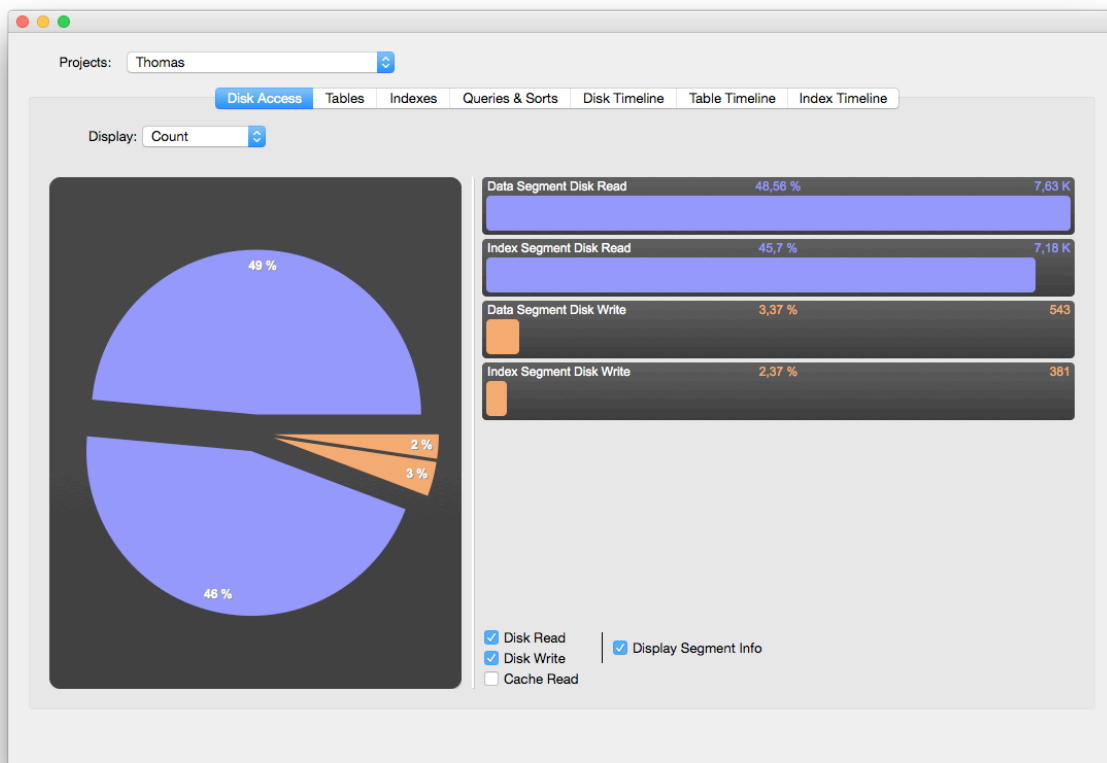 Projects: Thomas
Disk Access Tables Indexes Queries & Sorts Disk Timeline Table Timeline Index Timeline
Display: Count
49 %
2 %
3 %
46 %
Data Segment Disk Read 48,56 % 7,63 K
Index Segment Disk Read 45,7 % 7,18 K
Data Segment Disk Write 3,37 % 543
Index Segment Disk Write 2,37 % 381
Disk Read
Disk Write
Cache Read
Display Segment Info